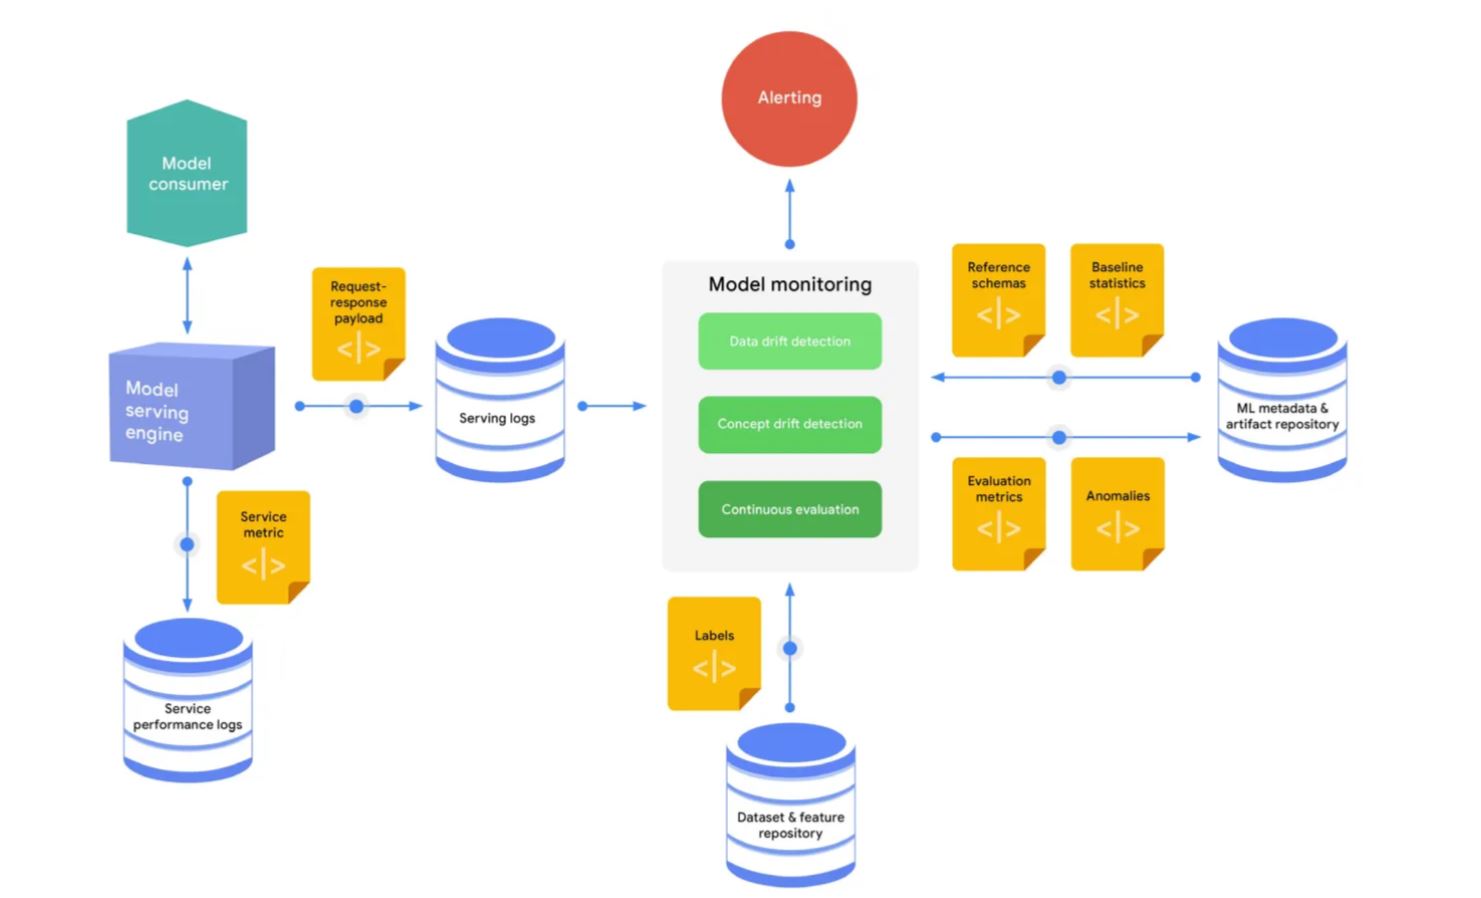 Alerting
Model
consumer
Request-
response
payload
</>
Model
serving
engine
Serving logs
Service
metric
</>
Service
performance logs
Model monitoring
Data drift detection
Concept drift detection
Continuous evaluation
Reference
schemas
</>
Baseline
statistics
</>
ML metadata &
artifact repository
Evaluation
metrics
</>
Anomalies
</>
Labels
</>
Dataset & feature
repository